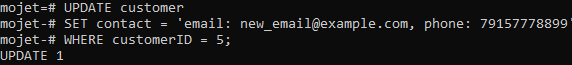 mojet=# UPDATE customer
mojet-# SET contact = 'email: new_email@example.com, phone: 79157778899'
mojet-# WHERE customerID = 5;
UPDATE 1